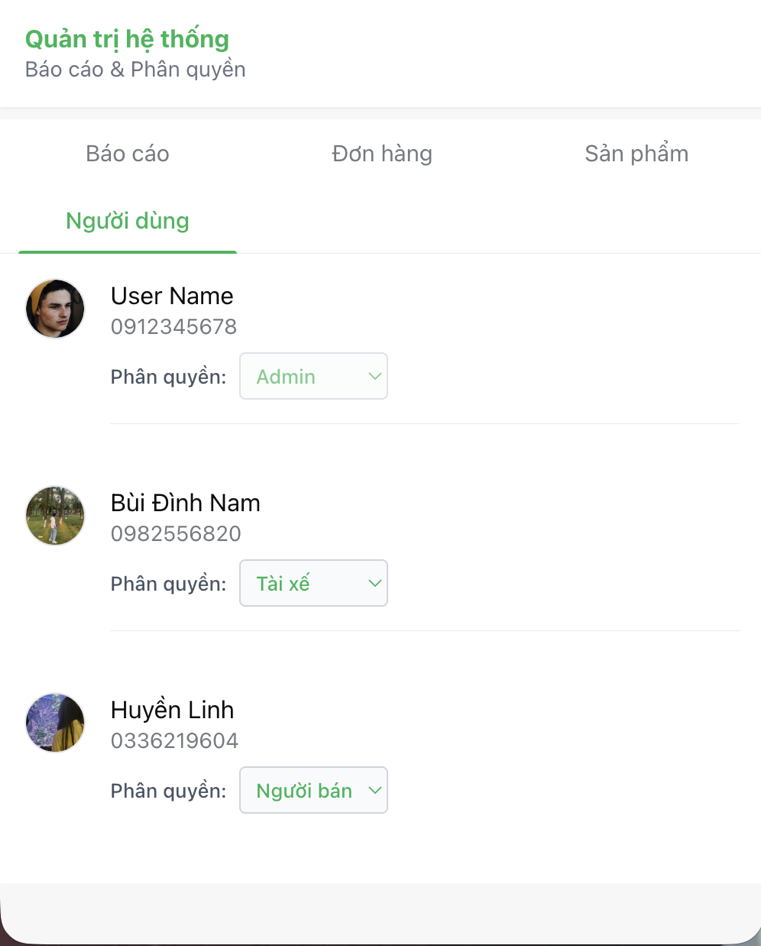 Quản trị hệ thống
Báo cáo & Phân quyền
Báo cáo Đơn hàng Sản phẩm
Người dùng
User Name
0912345678
Phân quyền: Admin
Bùi Đình Nam
0982556820
Phân quyền: Tài xế
Huyền Linh
0336219604
Phân quyền: Người bán